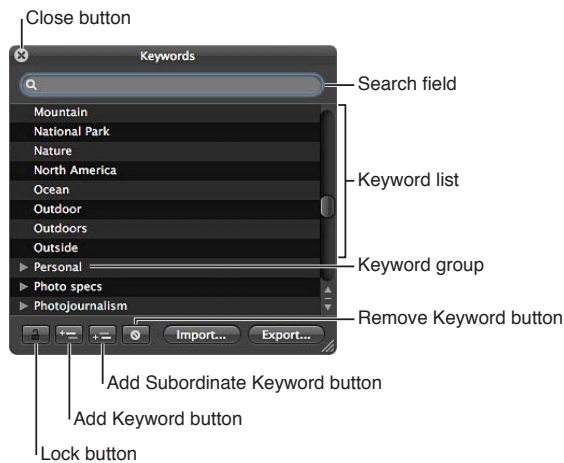 Close button
Keywords
Search field
Mountain
National Park
Nature
North America
Ocean
Outdoor
Outdoors
Outside
Keyword list
Personal
Keyword group
Photo specs
Photojournalism
Remove Keyword button
Import...
Export...
Add Subordinate Keyword button
Add Keyword button
Lock button